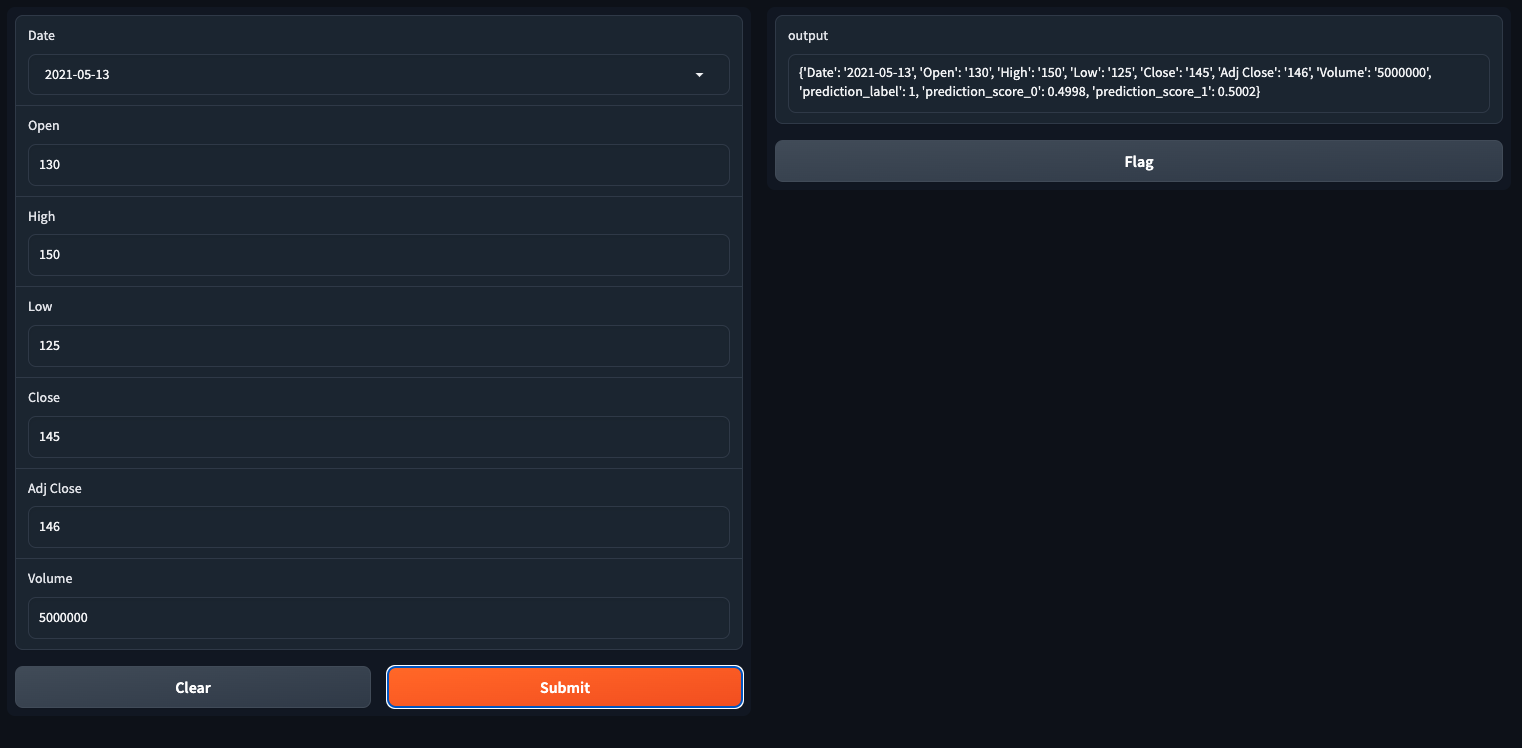 Date
2021-05-13
Open
130
High
150
Low
125
Close
145
Adj Close
146
Volume
5000000
Clear
Submit
output
{'Date': '2021-05-13', 'Open': '130', 'High': '150', 'Low': '125', 'Close': '145', 'Adj Close': '146', 'Volume': '5000000',
'prediction_label': 1, 'prediction_score_0': 0.4998, 'prediction_score_1': 0.5002}
Flag